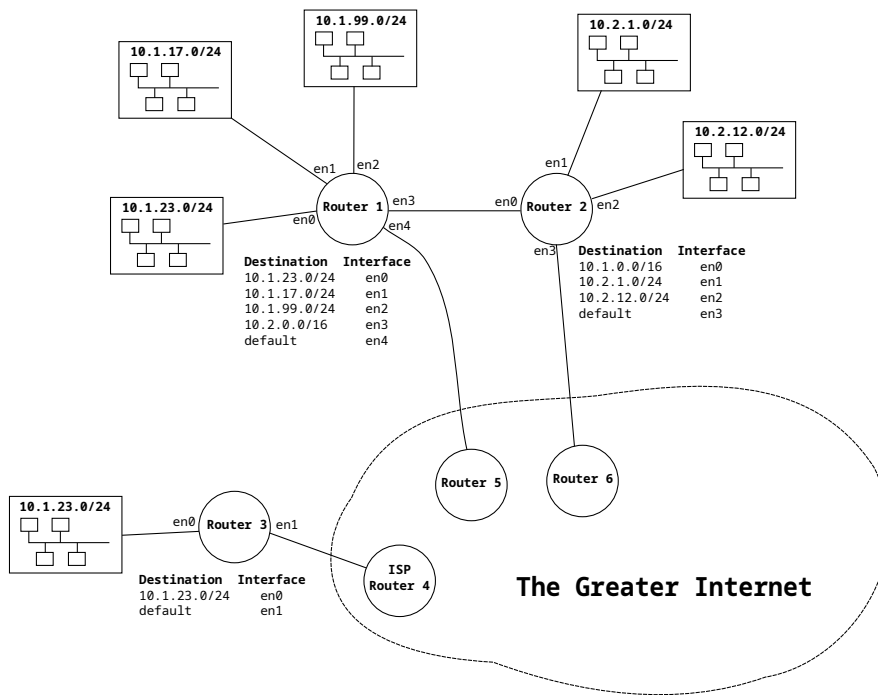 10.1.99.0/24
10.2.1.0/24
10.1.17.0/24
10.2.12.0/24
en1
en2
en1
10.1.23.0/24
Router 1
en3
en0
Router 2
en2
en0
en4
en3
Destination Interface
10.1.23.0/24 en0
10.1.17.0/24 en1
10.1.99.0/24 en2
10.2.0.0/16 en3
default en4
Destination Interface
10.1.0.0/16 en0
10.2.1.0/24 en1
10.2.12.0/24 en2
default en3
Router 5
Router 6
10.1.23.0/24
en0
Router 3
en1
ISP
Router 4
Destination Interface
10.1.23.0/24 en0
default en1
The Greater Internet